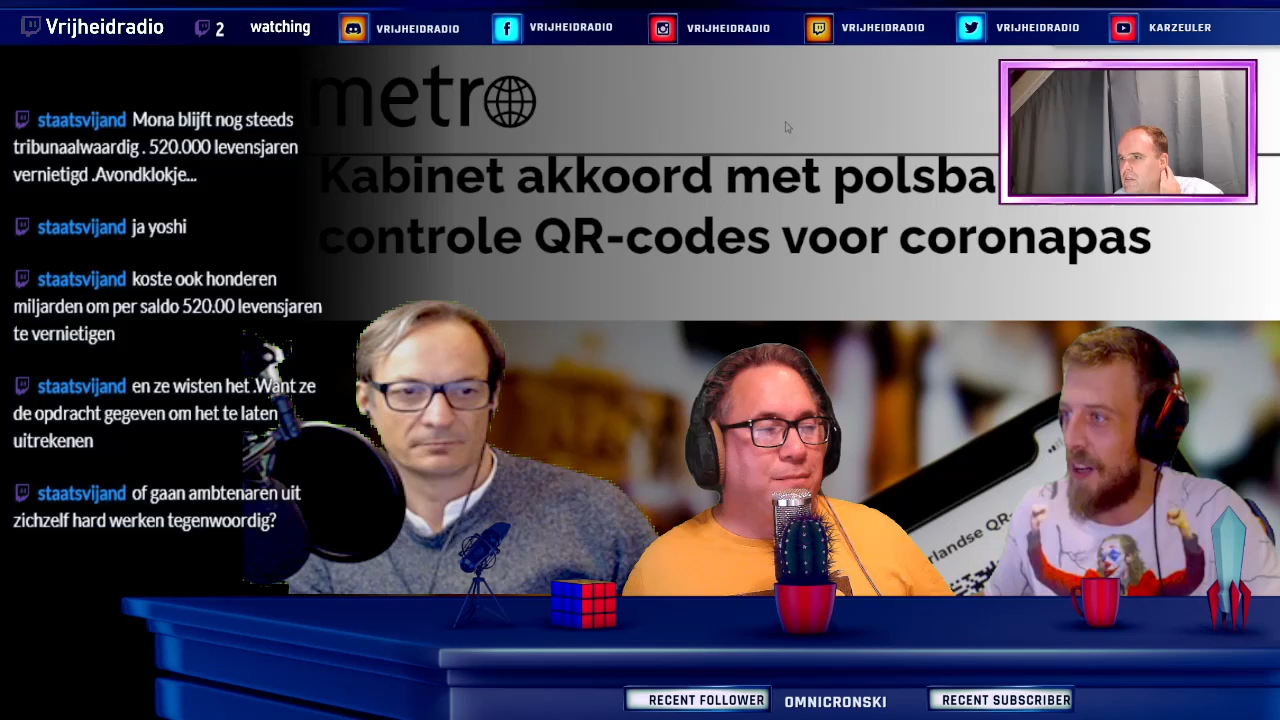 Vrijheidradio
2
watching
VRIJHEIDRADIO
VRIJHEIDRADIO
VRIJHEIDRADIO
VRIJHEIDRADIO
VRIJHEIDRADIO
KARZEULER
metro
Kabinet akkoord met polsba
controle QR-codes voor coronapas
staatsvijand Mona blijft nog steeds
tribunaalwaardig . 520.000 levensjaren
vernietigd .Avondklokje...
staatsvijand ja yoshi
staatsvijand koste ook honderen
miljarden om per saldo 520.00 levensjaren
te vernietigen
staatsvijand en ze wisten het .Want ze
de opdracht gegeven om het te laten
uitrekenen
staatsvijand of gaan ambtenaren uit
zichzelf hard werken tegenwoordig?
erlandse QR-
RECENT FOLLOWER
OMNICRONSKI
RECENT SUBSCRIBER